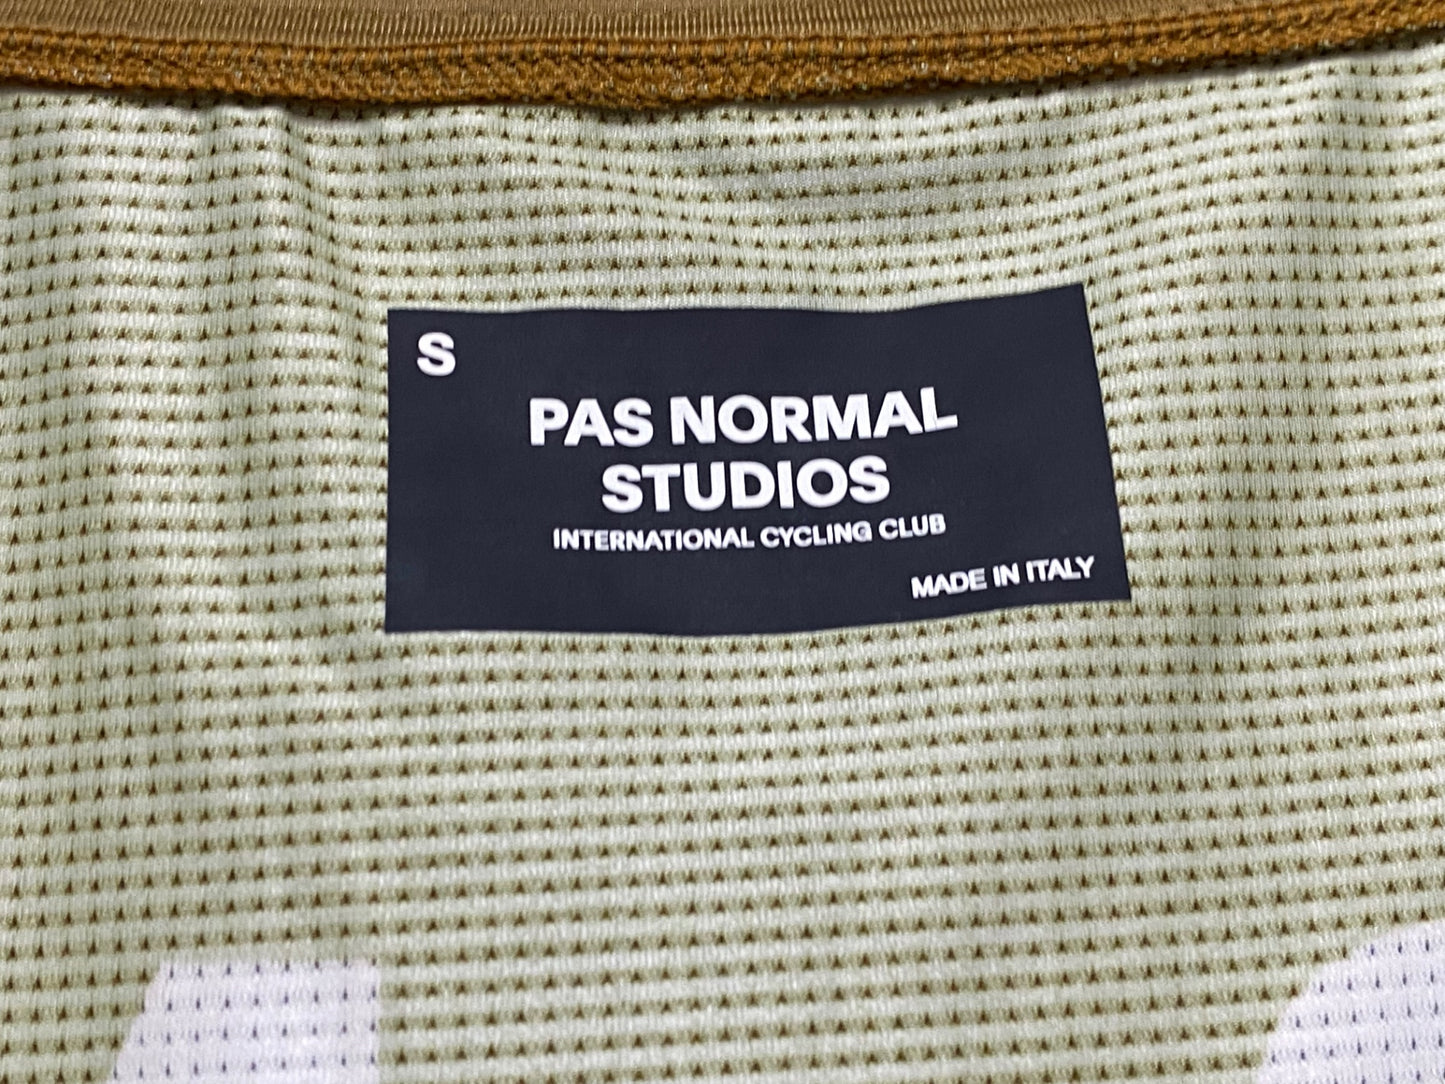 S
PAS NORMAL
STUDIOS
INTERNATIONAL CYCLING CLUB
MADE IN ITALY